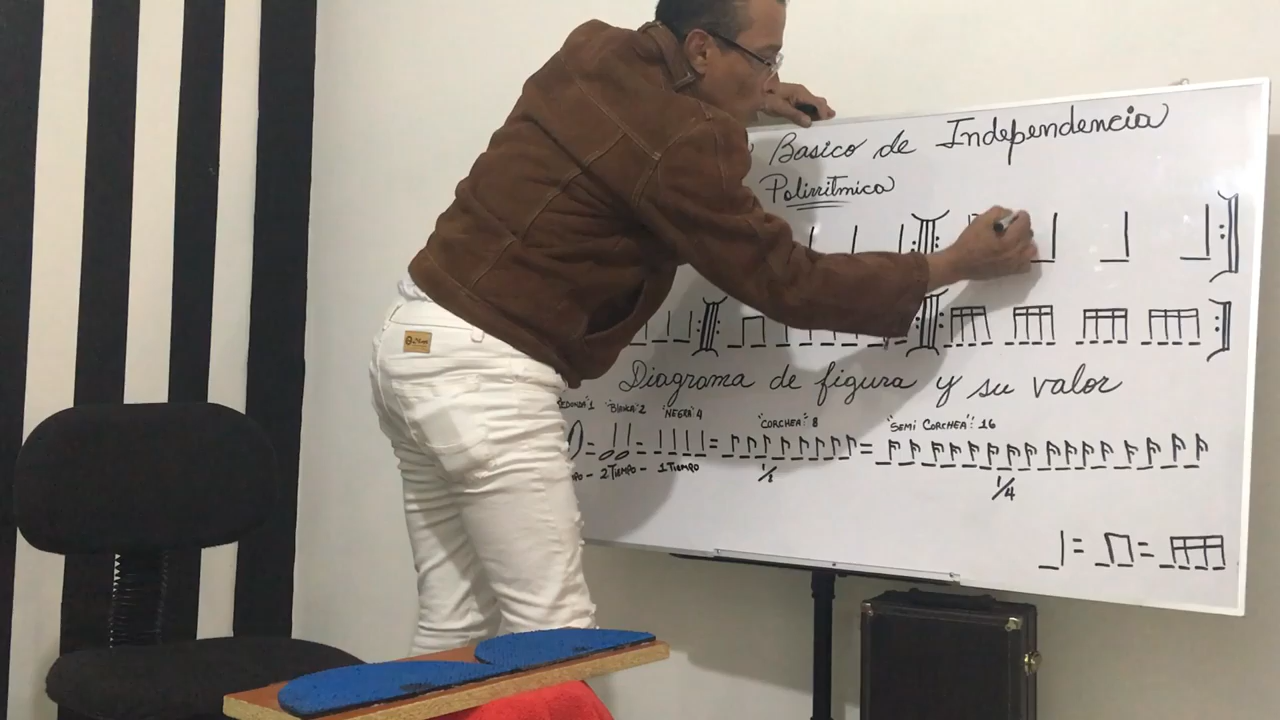 Basico de Independencia
Polirritmica
Diagrama de figura y su valor
"BLANCA" 2 "NEGRA" 4 "CORCHEA" 8 "SEMI CORCHEA": 16
2 TIEMPO - 1 TIEMPO 1/8 1/4